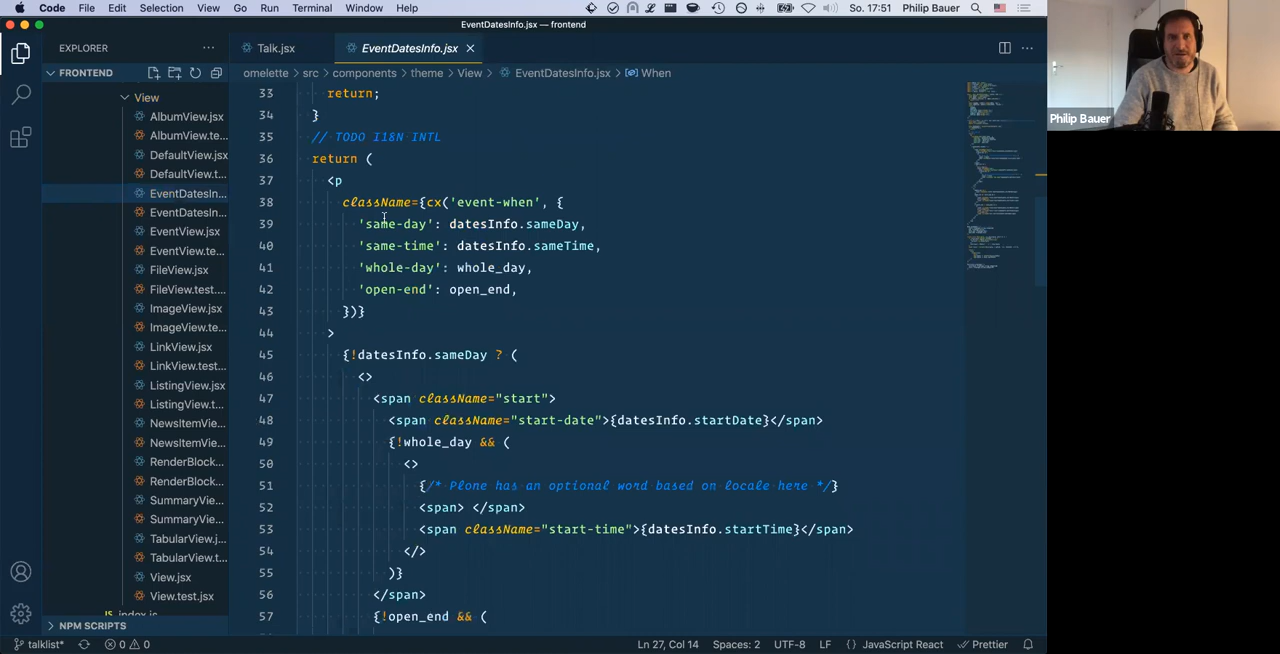 Code File Edit Selection View Go Run Terminal Window Help So. 17:51 Philip Bauer
EventDatesInfo.jsx — frontend
EXPLORER
Talk.jsx
EventDatesInfo.jsx
FRONTEND
omelette > src > components > theme > View > EventDatesInfo.jsx > When
View
AlbumView.jsx
AlbumView.te...
DefaultView.jsx
DefaultView.t...
EventDatesIn...
EventDatesIn...
EventView.jsx
EventView.te...
FileView.jsx
FileView.test....
ImageView.jsx
ImageView.te...
LinkView.jsx
LinkView.test...
ListingView.jsx
ListingView.t...
NewsItemVie...
NewsItemVie...
RenderBlock...
RenderBlock...
SummaryVie...
SummaryVie...
TabularView.j...
TabularView.t...
View.jsx
View.test.jsx
index.js
NPM SCRIPTS
33 return;
34 }
35 // TODO I18N INTL
36 return (
37 <p
38 className={cx('event-when', {
39 'same-day': datesInfo.sameDay,
40 'same-time': datesInfo.sameTime,
41 'whole-day': whole_day,
42 'open-end': open_end,
43 })}
44 >
45 {!datesInfo.sameDay ? (
46 <>
47 <span className="start">
48 <span className="start-date">{datesInfo.startDate}</span>
49 {!whole_day && (
50 <>
51 {/* Plone has an optional word based on locale here */}
52 <span> </span>
53 <span className="start-time">{datesInfo.startTime}</span>
54 </>
55 )}
56 </span>
57 {!open_end && (
talklist* 0 0 Ln 27, Col 14 Spaces: 2 UTF-8 LF {} JavaScript React Prettier
Philip Bauer